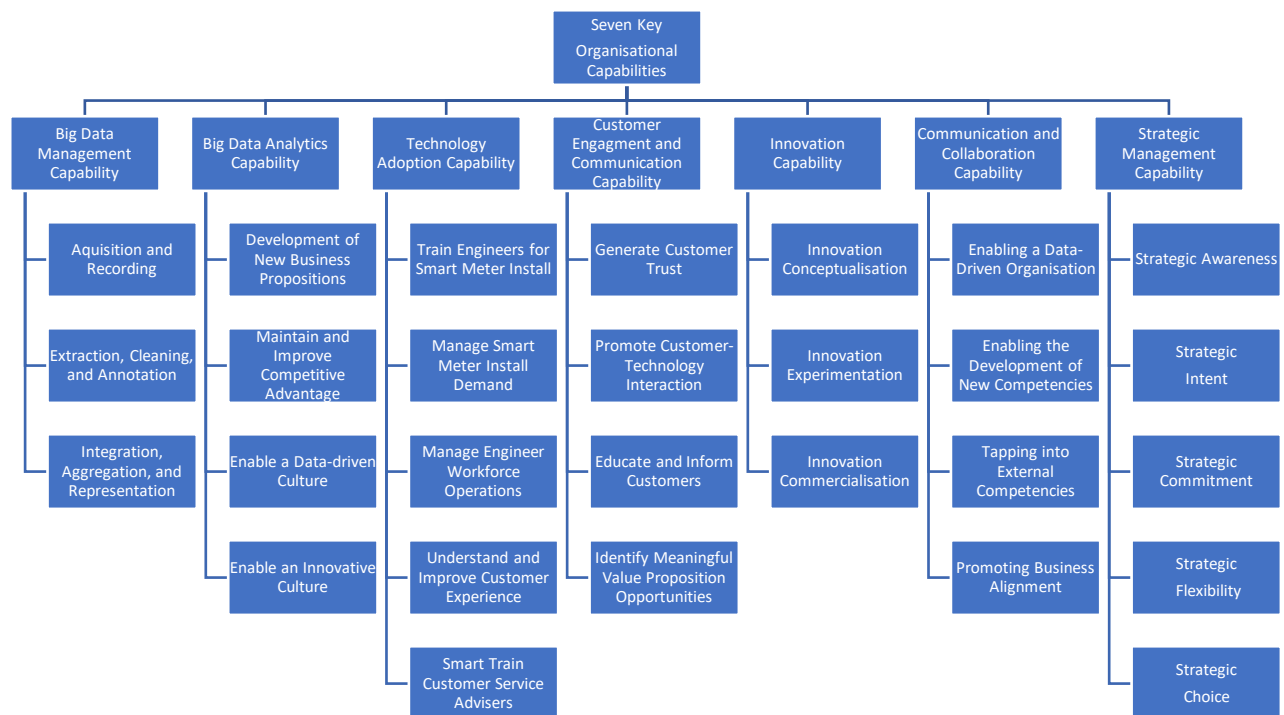 Seven Key
Organisational
Capabilities
Big Data
Management
Capability
Aquisition and
Recording
Extraction, Cleaning,
and Annotation
Integration,
Aggregation, and
Representation
Big Data Analytics
Capability
Development of
New Business
Propositions
Maintain and
Improve
Competitive
Advantage
Enable a Data-driven
Culture
Enable an Innovative
Culture
Technology
Adoption Capability
Train Engineers for
Smart Meter Install
Manage Smart
Meter Install
Demand
Manage Engineer
Workforce
Operations
Understand and
Improve Customer
Experience
Smart Train
Customer Service
Advisers
Customer
Engagment and
Communication
Capability
Generate Customer
Trust
Promote Customer-
Technology
Interaction
Educate and Inform
Customers
Identify Meaningful
Value Proposition
Opportunities
Innovation
Capability
Innovation
Conceptualisation
Innovation
Experimentation
Innovation
Commercialisation
Communication and
Collaboration
Capability
Enabling a Data-
Driven Organisation
Enabling the
Development of
New Competencies
Tapping into
External
Competencies
Promoting Business
Alignment
Strategic
Management
Capability
Strategic Awareness
Strategic
Intent
Strategic
Commitment
Strategic
Flexibility
Strategic
Choice